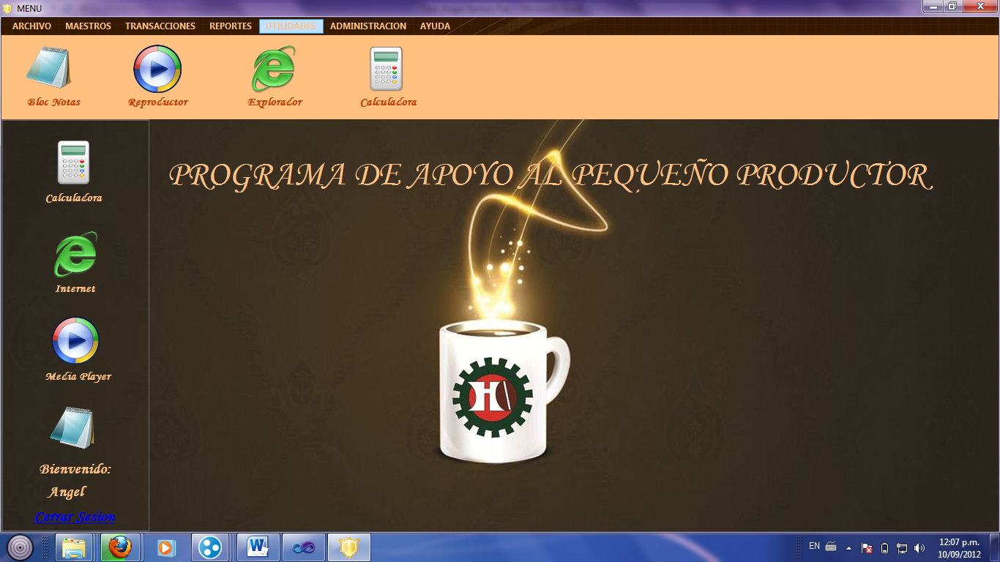 MENU
ARCHIVO MAESTROS TRANSACCIONES REPORTES UTILIDADES ADMINISTRACION AYUDA
Bloc Notas Reproductor Explorador Calculadora
PROGRAMA DE APOYO AL PEQUEÑO PRODUCTOR
Calculadora
Internet
Media Player
Bienvenido:
Angel
Cerrar Sesion
H
W
EN
12:07 p.m.
10/09/2012